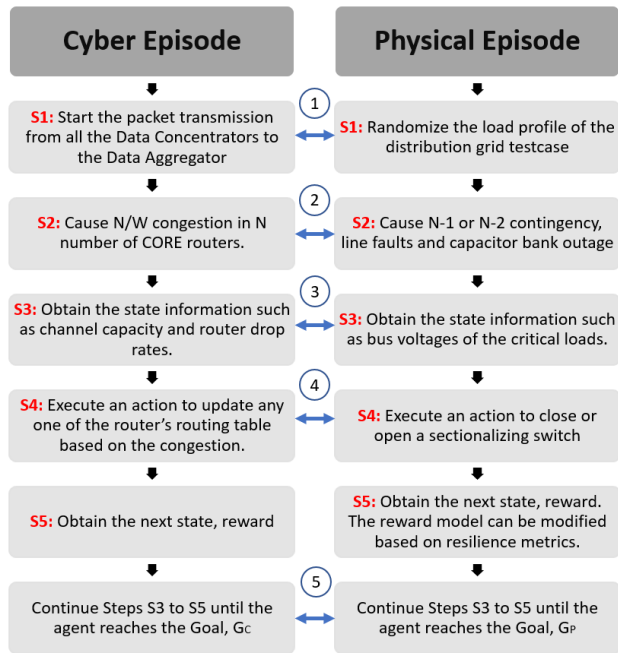 Cyber Episode
Physical Episode
S1: Start the packet transmission
from all the Data Concentrators to
the Data Aggregator
1
S1: Randomize the load profile of the
distribution grid testcase
S2: Cause N/W congestion in N
number of CORE routers.
2
S2: Cause N-1 or N-2 contingency,
line faults and capacitor bank outage
S3: Obtain the state information such
as channel capacity and router drop
rates.
3
S3: Obtain the state information such
as bus voltages of the critical loads.
S4: Execute an action to update any
one of the router’s routing table
based on the congestion.
4
S4: Execute an action to close or
open a sectionalizing switch
S5: Obtain the next state, reward
S5: Obtain the next state, reward.
The reward model can be modified
based on resilience metrics.
Continue Steps S3 to S5 until the
agent reaches the Goal, GC
5
Continue Steps S3 to S5 until the
agent reaches the Goal, GP